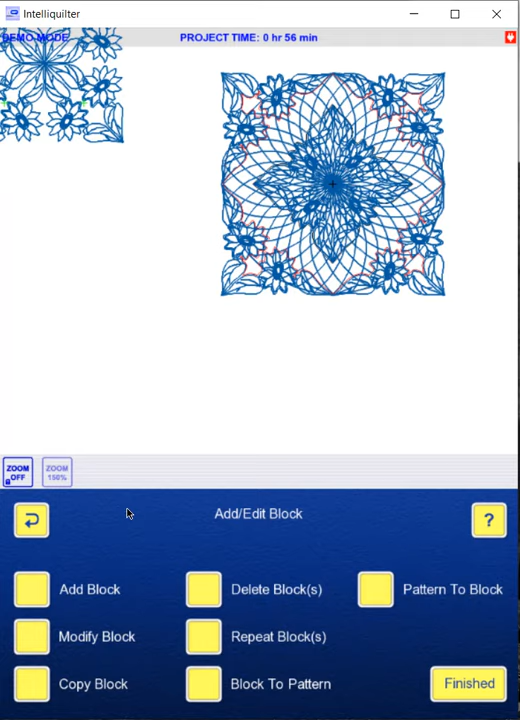 Intelliquilter
DEMO MODE
PROJECT TIME: 0 hr 56 min
ZOOM OFF
ZOOM 150%
Add/Edit Block
?
Add Block
Delete Block(s)
Pattern To Block
Modify Block
Repeat Block(s)
Copy Block
Block To Pattern
Finished